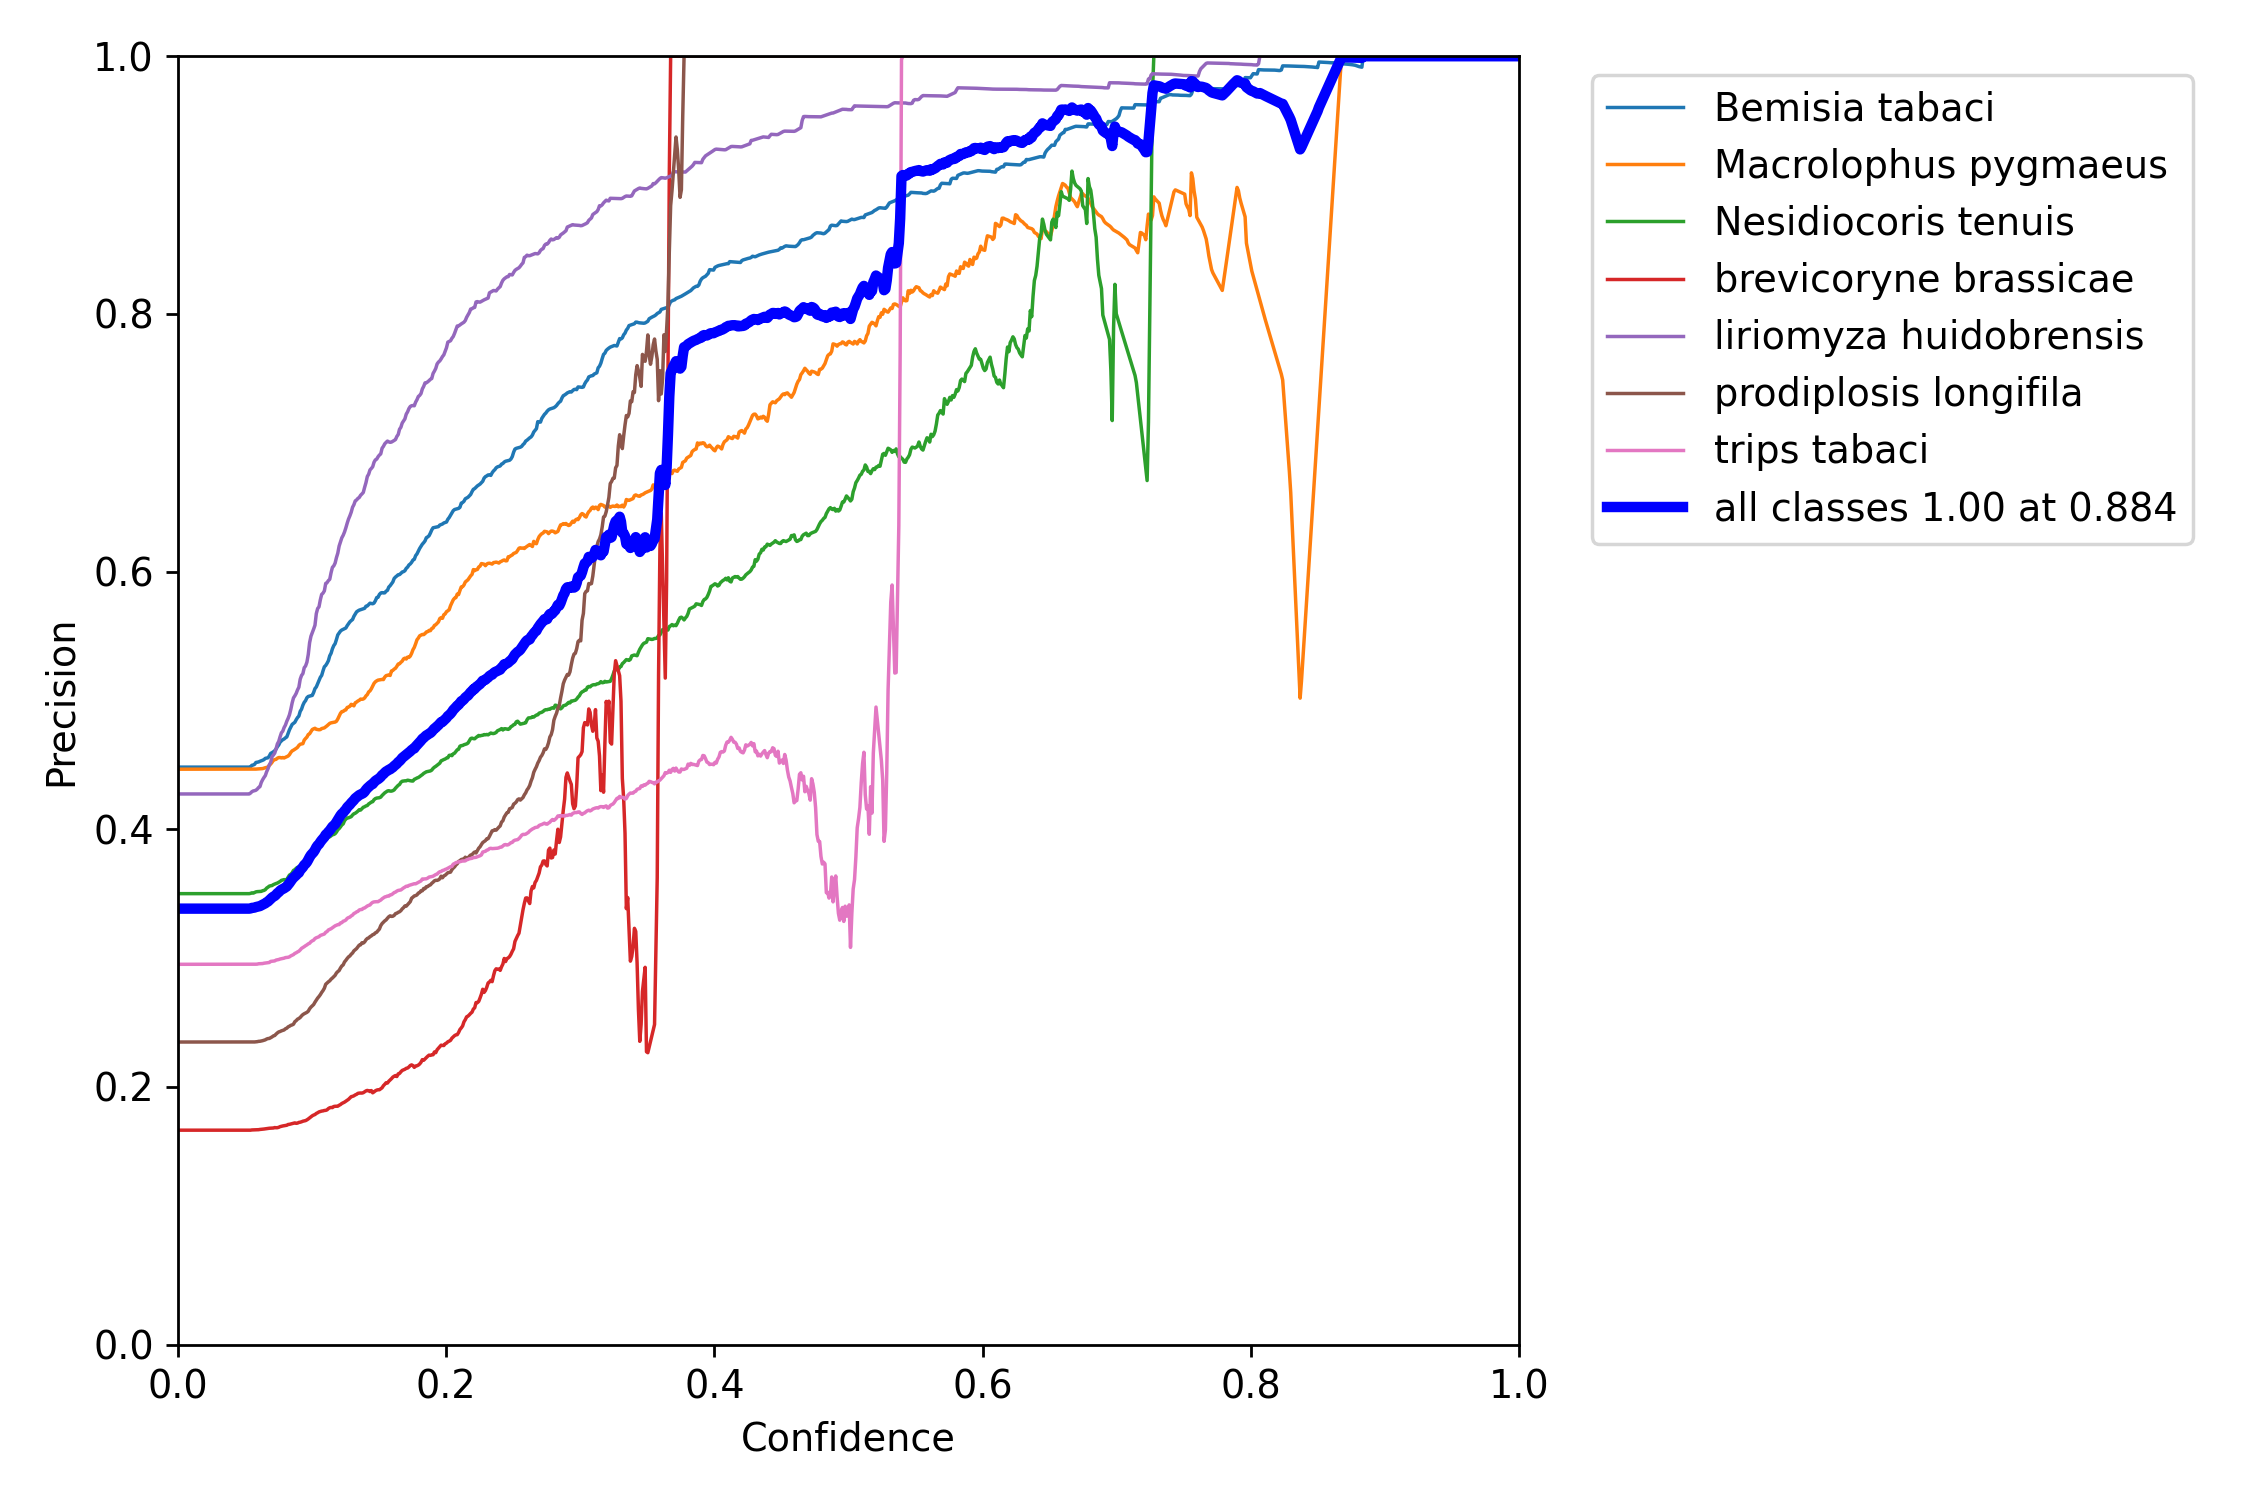 1.0
0.8
0.6
0.4
0.2
0.0
0.0 0.2 0.4 0.6 0.8 1.0
Precision
Confidence
Bemisia tabaci
Macrolophus pygmaeus
Nesidiocoris tenuis
brevicoryne brassicae
liriomyza huidobrensis
prodiplosis longifila
trips tabaci
all classes 1.00 at 0.884